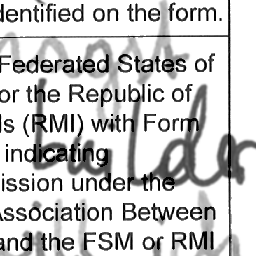 dentified on the form.
Federated States of
or the Republic of
ls (RMI) with Form
indicating
ission under the
Association Between
and the FSM or RMI